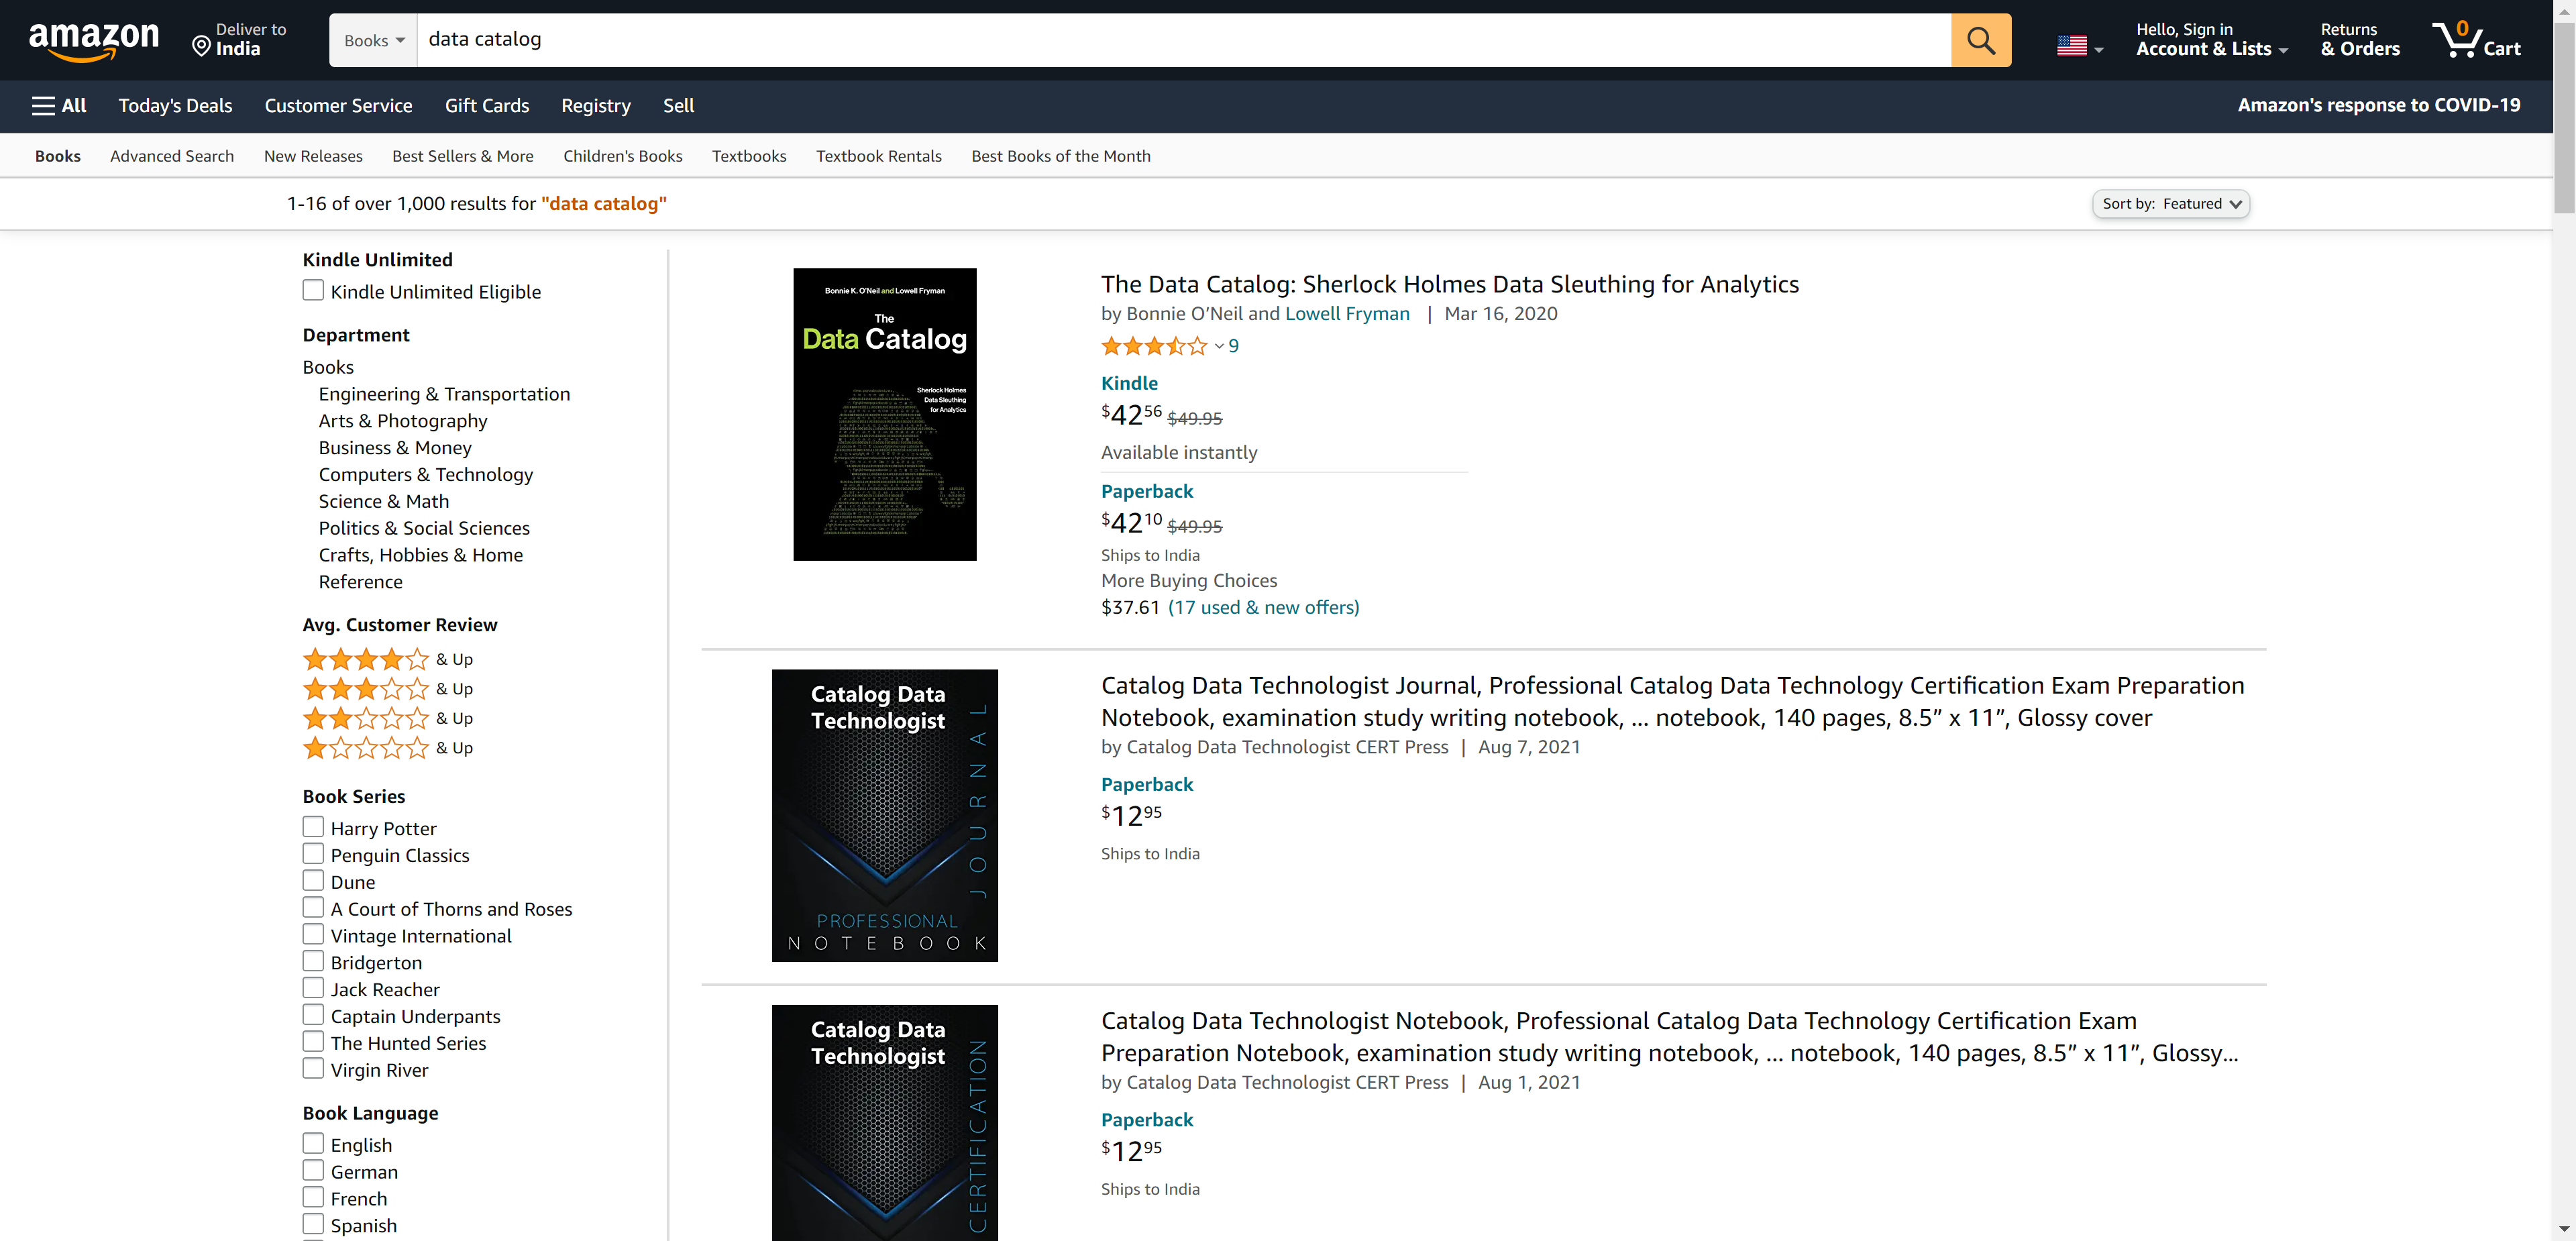 amazon
Deliver to
India
Books
data catalog
Hello, Sign in
Account & Lists
Returns
& Orders
0
Cart
All
Today's Deals
Customer Service
Gift Cards
Registry
Sell
Amazon's response to COVID-19
Books
Advanced Search
New Releases
Best Sellers & More
Children's Books
Textbooks
Textbook Rentals
Best Books of the Month
1-16 of over 1,000 results for "data catalog"
Sort by: Featured
Kindle Unlimited
Kindle Unlimited Eligible
Department
Books
Engineering & Transportation
Arts & Photography
Business & Money
Computers & Technology
Science & Math
Politics & Social Sciences
Crafts, Hobbies & Home
Reference
Avg. Customer Review
& Up
& Up
& Up
& Up
Book Series
Harry Potter
Penguin Classics
Dune
A Court of Thorns and Roses
Vintage International
Bridgerton
Jack Reacher
Captain Underpants
The Hunted Series
Virgin River
Book Language
English
German
French
Spanish
Bonnie K. O'Neil and Lowell Fryman
The
Data Catalog
Sherlock Holmes
Data Sleuthing
for Analytics
The Data Catalog: Sherlock Holmes Data Sleuthing for Analytics
by Bonnie O’Neil and Lowell Fryman | Mar 16, 2020
9
Kindle
$42 56 $49.95
Available instantly
Paperback
$42 10 $49.95
Ships to India
More Buying Choices
$37.61 (17 used & new offers)
Catalog Data
Technologist
JOURNAL
PROFESSIONAL
NOTEBOOK
Catalog Data Technologist Journal, Professional Catalog Data Technology Certification Exam Preparation
Notebook, examination study writing notebook, ... notebook, 140 pages, 8.5” x 11”, Glossy cover
by Catalog Data Technologist CERT Press | Aug 7, 2021
Paperback
$12 95
Ships to India
Catalog Data
Technologist
CERTIFICATION
Catalog Data Technologist Notebook, Professional Catalog Data Technology Certification Exam
Preparation Notebook, examination study writing notebook, ... notebook, 140 pages, 8.5” x 11”, Glossy...
by Catalog Data Technologist CERT Press | Aug 1, 2021
Paperback
$12 95
Ships to India